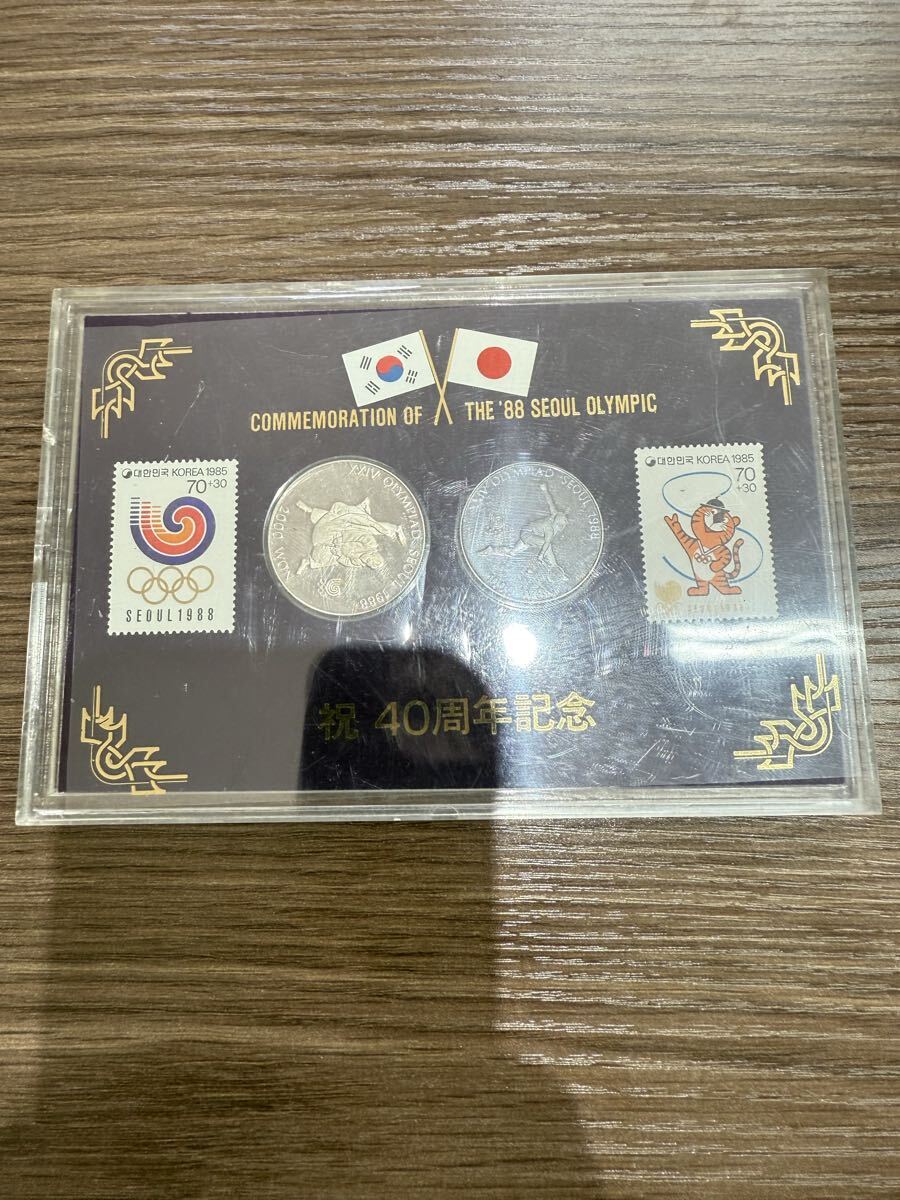 COMMEMORATION OF THE '88 SEOUL OLYMPIC
대한민국 KOREA 1985
70
+30
SEOUL 1988
XXIV OLYMPIAD SEOUL 1988
2000 WON
OLYMPIAD SEOUL 1988
대한민국 KOREA 1985
70
+30
祝 40周年記念